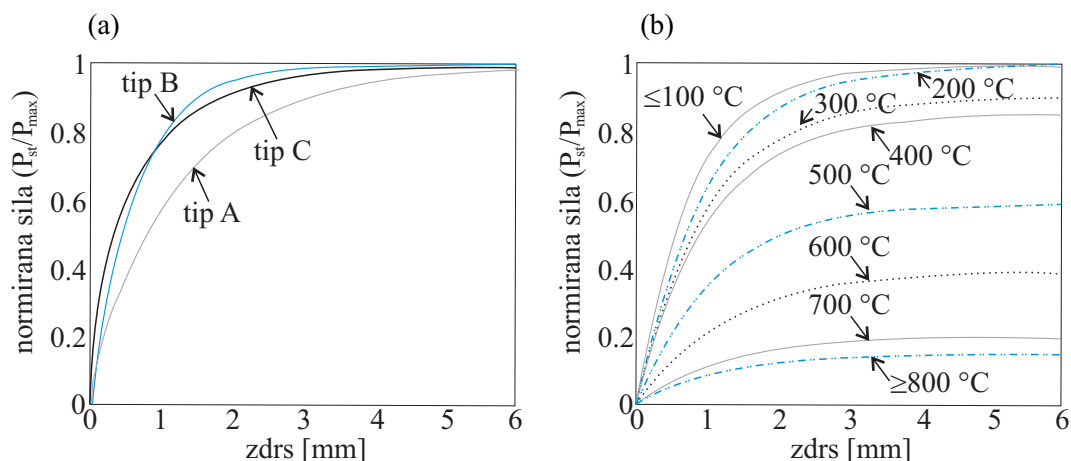 (a)
normirana sila (Pst/Pmax)
1
0.8
0.6
0.4
0.2
0
tip B
tip C
tip A
0 1 2 3 4 5 6
zdrs [mm]
(b)
normirana sila (Pst/Pmax)
1
0.8
0.6
0.4
0.2
0
≤100 °C
200 °C
300 °C
400 °C
500 °C
600 °C
700 °C
≥800 °C
0 1 2 3 4 5 6
zdrs [mm]